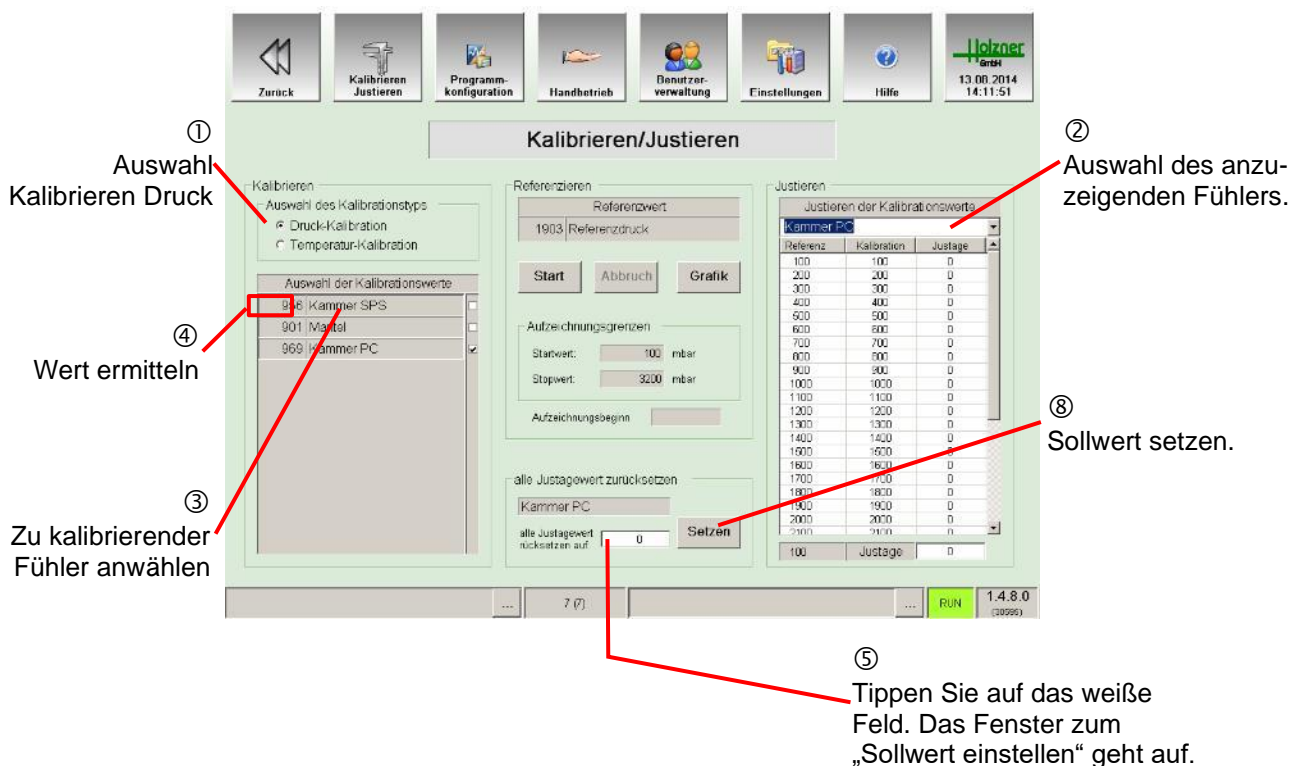 Zurück
Kalibrieren
Justieren
Programm-
konfiguration
Handbetrieb
Benutzer-
verwaltung
Einstellungen
Hilfe
Holzner
GmbH
13.08.2014
14:11:51
Kalibrieren/Justieren
①
Auswahl
Kalibrieren Druck
②
Auswahl des anzu-
zeigenden Fühlers.
Kalibrieren
Auswahl des Kalibrationstyps
Druck-Kalibration
Temperatur-Kalibration
Auswahl der Kalibrationswerte
956 Kammer SPS
901 Mantel
969 Kammer PC
④
Wert ermitteln
③
Zu kalibrierender
Fühler anwählen
Referenzieren
Referenzwert
1903 Referenzdruck
Start Abbruch Grafik
Aufzeichnungsgrenzen
Startwert: 100 mbar
Stopwert: 3200 mbar
Aufzeichnungsbeginn
alle Justagewert zurücksetzen
Kammer PC
alle Justagewert
rücksetzen auf 0 Setzen
Justieren
Justieren der Kalibrationswerte
Kammer PC
Referenz Kalibration Justage
100 100 0
200 200 0
300 300 0
400 400 0
500 500 0
600 600 0
700 700 0
800 800 0
900 900 0
1000 1000 0
1100 1100 0
1200 1200 0
1300 1300 0
1400 1400 0
1500 1500 0
1600 1600 0
1700 1700 0
1800 1800 0
1900 1900 0
2000 2000 0
2100 2100 0
100 Justage 0
⑧
Sollwert setzen.
... 7 (7) ... RUN 1.4.8.0
⑤
Tippen Sie auf das weiße
Feld. Das Fenster zum
„Sollwert einstellen“ geht auf.